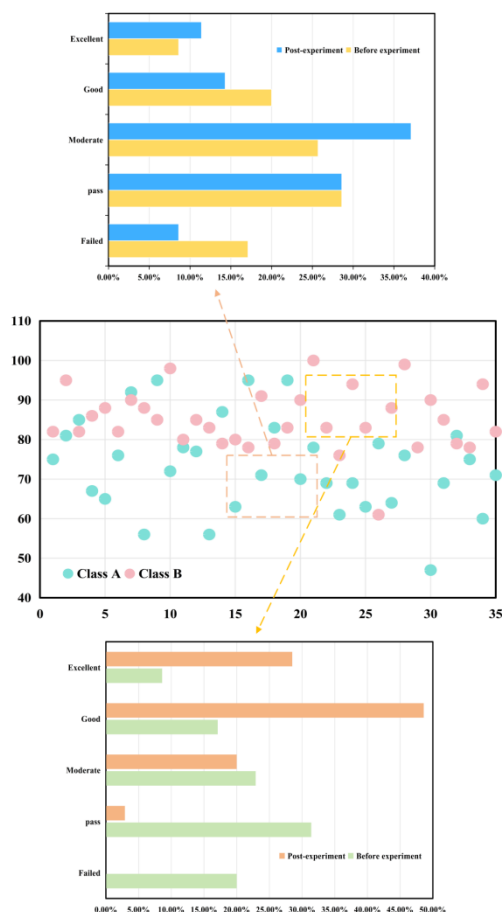 Excellent
Post-experiment Before experiment
Good
Moderate
pass
Failed
0.00% 5.00% 10.00% 15.00% 20.00% 25.00% 30.00% 35.00% 40.00%
110
100
90
80
70
60
50
Class A Class B
40
0 5 10 15 20 25 30 35
Excellent
Good
Moderate
pass
Post-experiment Before experiment
Failed
0.00% 5.00% 10.00% 15.00% 20.00% 25.00% 30.00% 35.00% 40.00% 45.00% 50.00%